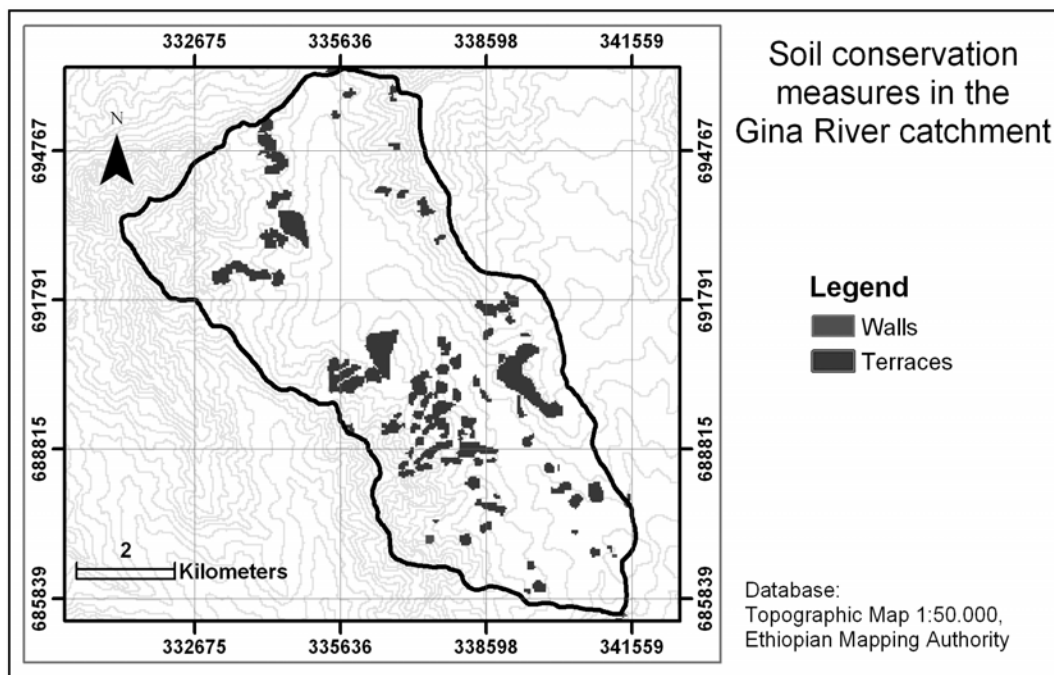 332675 335636 338598 341559
Soil conservation
measures in the
Gina River catchment
N
694767 694767
691791 691791
Legend
Walls
Terraces
688815 688815
2
Kilometers
685839 685839
332675 335636 338598 341559
Database:
Topographic Map 1:50.000,
Ethiopian Mapping Authority